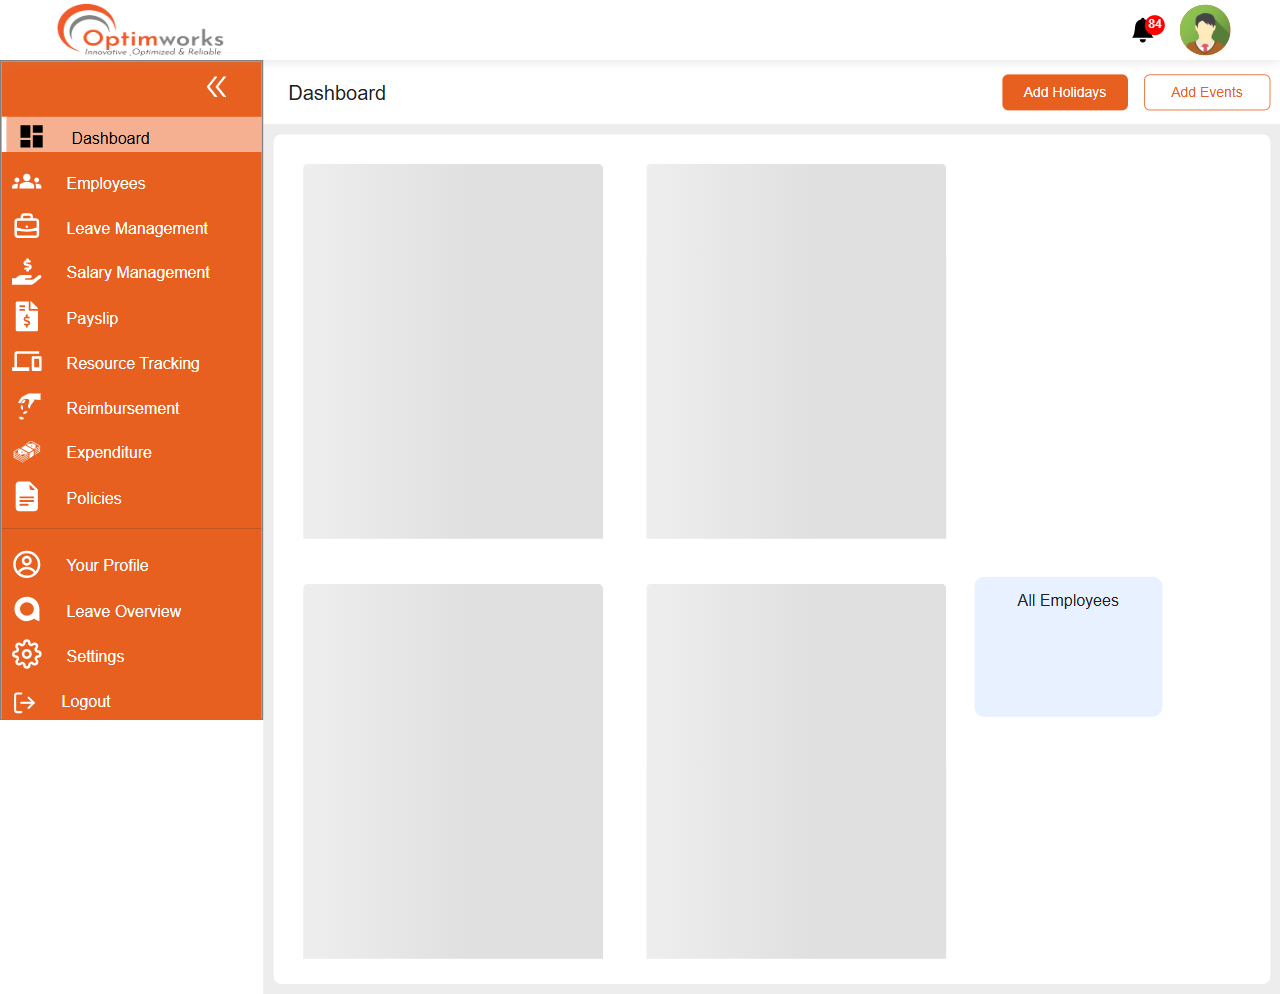 Optimworks
Innovative ,Optimized & Reliable
84
Dashboard
Add Holidays
Add Events
Dashboard
Employees
Leave Management
Salary Management
Payslip
Resource Tracking
Reimbursement
Expenditure
Policies
Your Profile
Leave Overview
Settings
Logout
All Employees